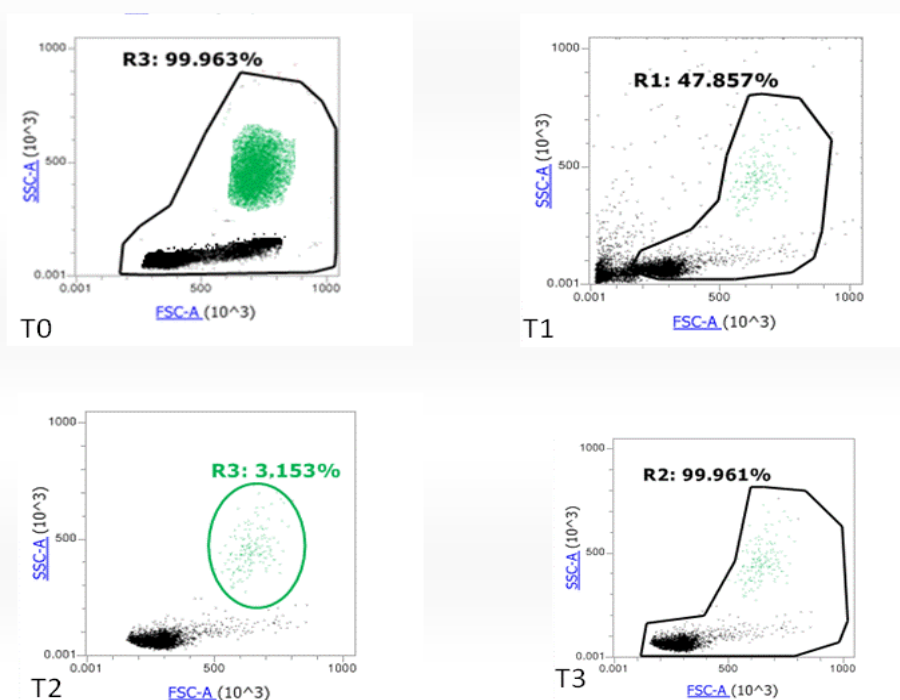 R3: 99.963%
1000
500
0.001
SSC-A (10^3)
0.001 500 1000
FSC-A (10^3)
T0
R1: 47.857%
1000
500
0.001
SSC-A (10^3)
0.001 500 1000
FSC-A (10^3)
T1
R3: 3.153%
1000
500
0.001
SSC-A (10^3)
0.001 500 1000
FSC-A (10^3)
T2
R2: 99.961%
1000
500
0.001
SSC-A (10^3)
0.001 500 1000
FSC-A (10^3)
T3